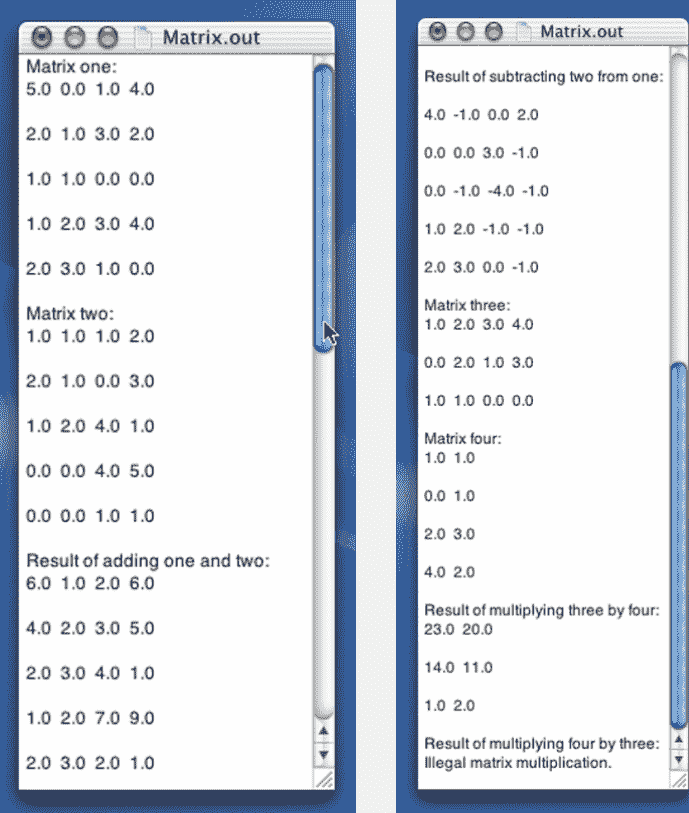 Matrix.out
Matrix one:
5.0 0.0 1.0 4.0
2.0 1.0 3.0 2.0
1.0 1.0 0.0 0.0
1.0 2.0 3.0 4.0
2.0 3.0 1.0 0.0
Matrix two:
1.0 1.0 1.0 2.0
2.0 1.0 0.0 3.0
1.0 2.0 4.0 1.0
0.0 0.0 4.0 5.0
0.0 0.0 1.0 1.0
Result of adding one and two:
6.0 1.0 2.0 6.0
4.0 2.0 3.0 5.0
2.0 3.0 4.0 1.0
1.0 2.0 7.0 9.0
2.0 3.0 2.0 1.0
Matrix.out
Result of subtracting two from one:
4.0 -1.0 0.0 2.0
0.0 0.0 3.0 -1.0
0.0 -1.0 -4.0 -1.0
1.0 2.0 -1.0 -1.0
2.0 3.0 0.0 -1.0
Matrix three:
1.0 2.0 3.0 4.0
0.0 2.0 1.0 3.0
1.0 1.0 0.0 0.0
Matrix four:
1.0 1.0
0.0 1.0
2.0 3.0
4.0 2.0
Result of multiplying three by four:
23.0 20.0
14.0 11.0
1.0 2.0
Result of multiplying four by three:
Illegal matrix multiplication.